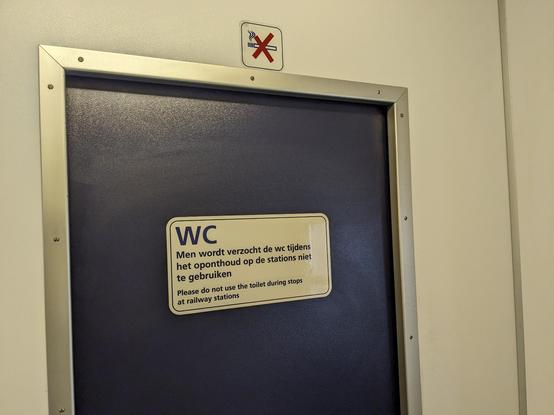 WC
Men wordt verzocht de wc tijdens
het oponthoud op de stations niet
te gebruiken
Please do not use the toilet during stops
at railway stations